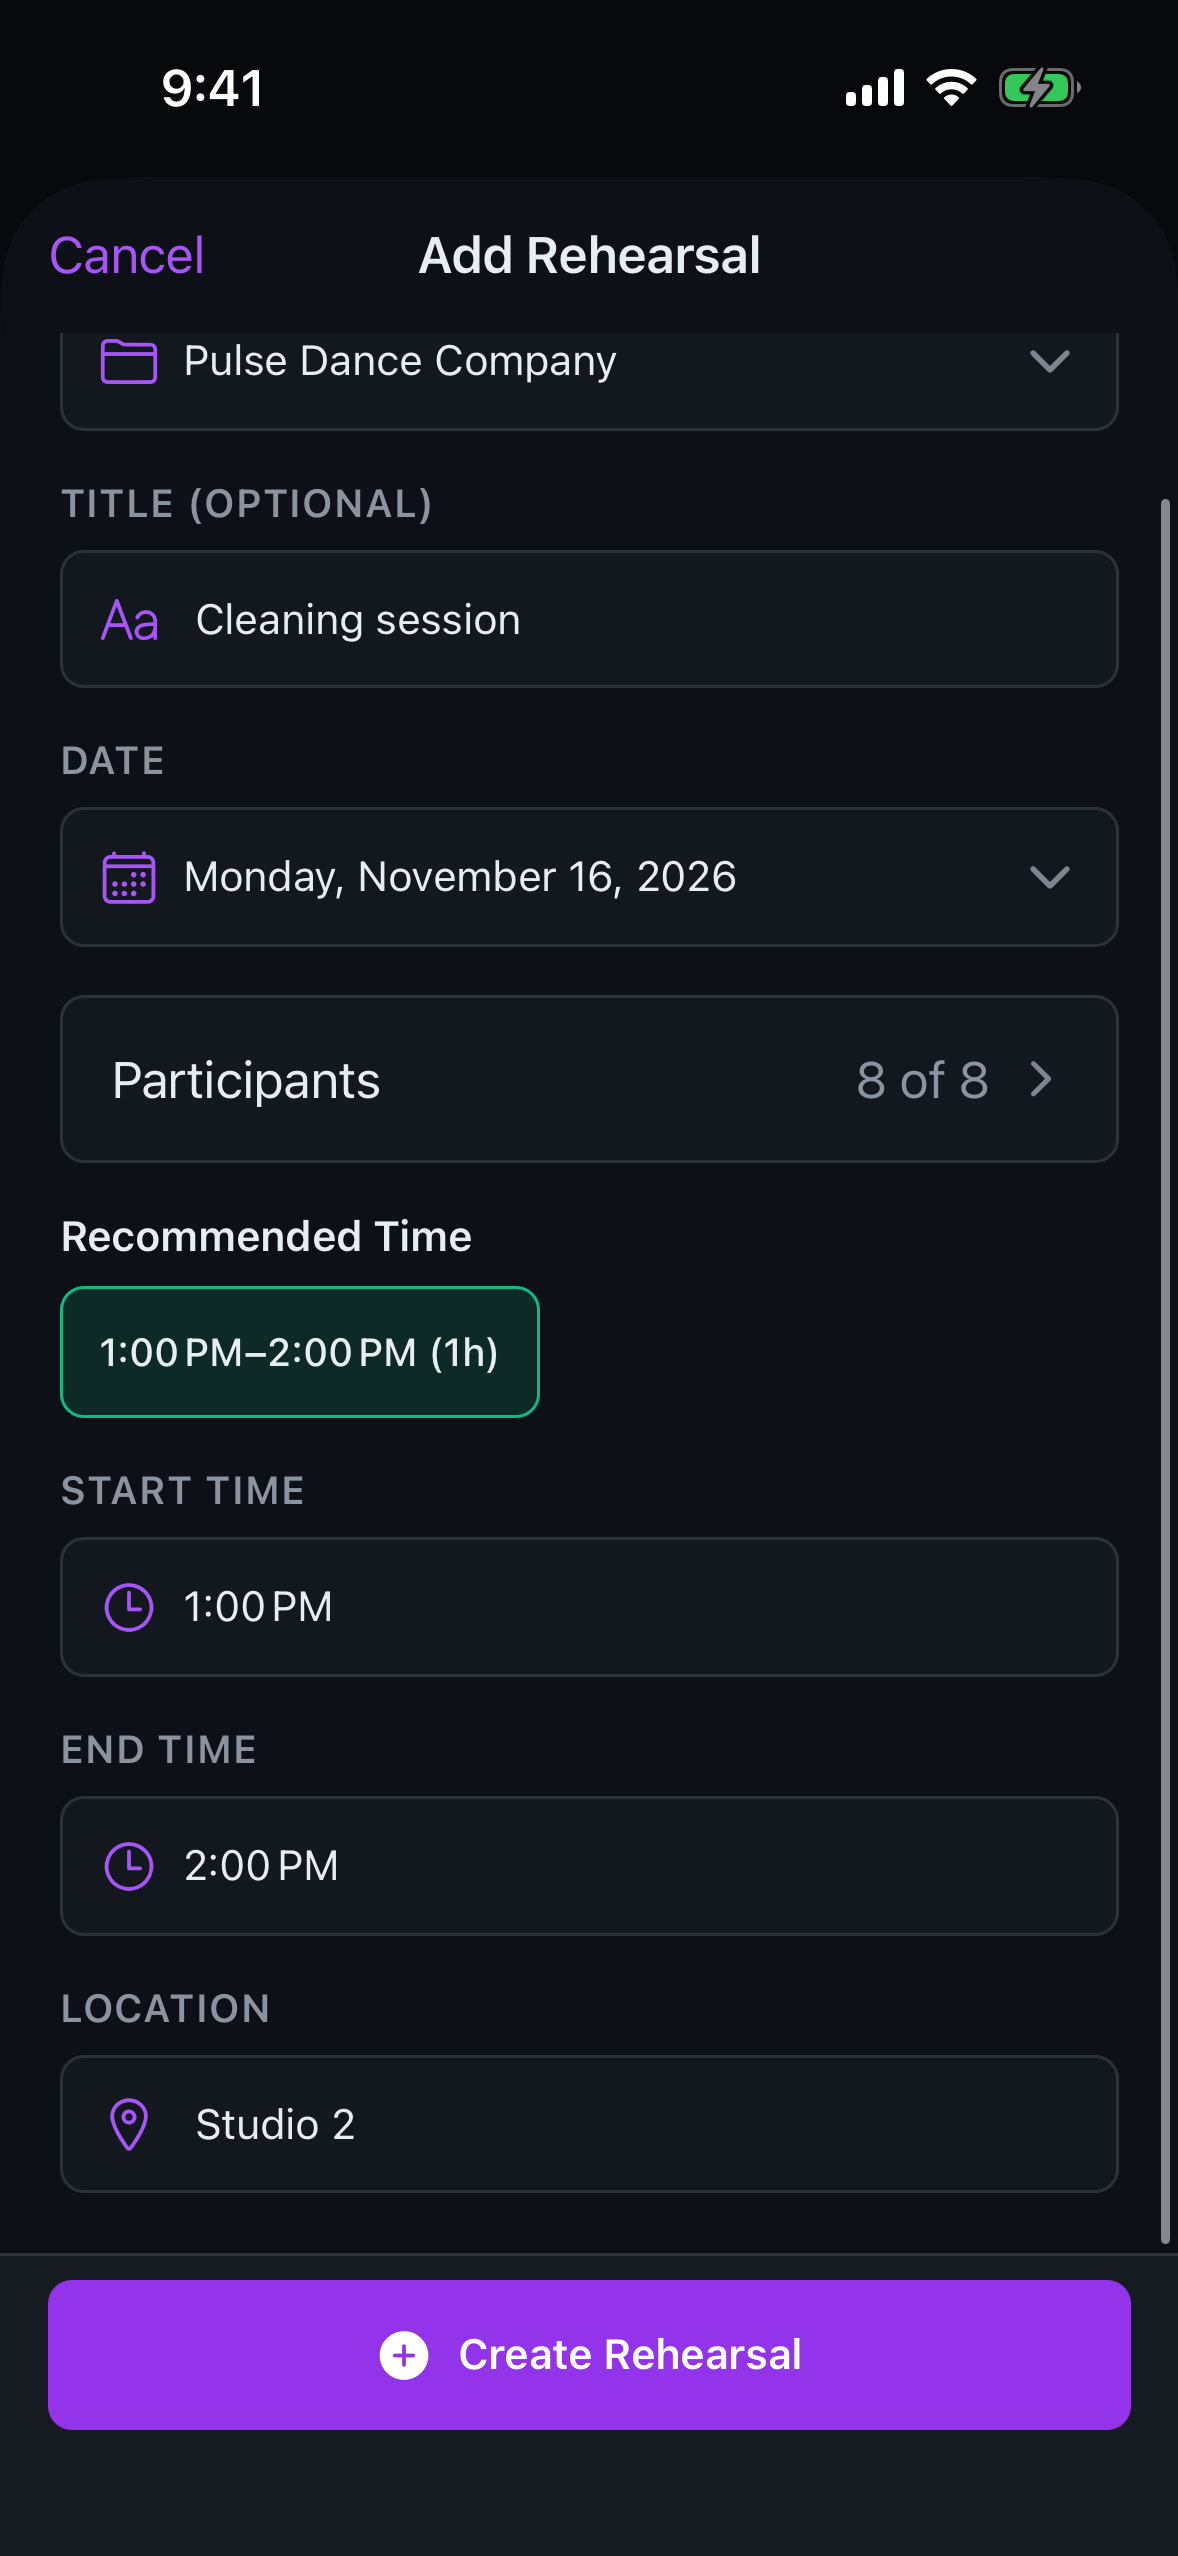 9:41
Cancel
Add Rehearsal
Pulse Dance Company
TITLE (OPTIONAL)
Aa Cleaning session
DATE
Monday, November 16, 2026
Participants 8 of 8
Recommended Time
1:00 PM–2:00 PM (1h)
START TIME
1:00 PM
END TIME
2:00 PM
LOCATION
Studio 2
Create Rehearsal